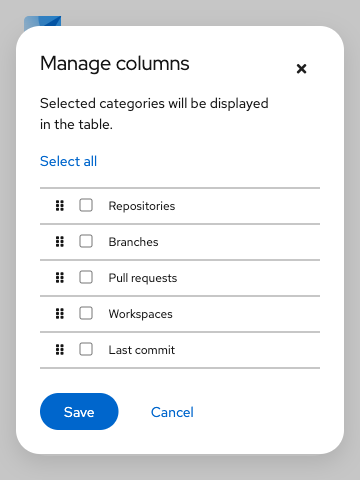 Manage columns
Selected categories will be displayed
in the table.
Select all
Repositories
Branches
Pull requests
Workspaces
Last commit
Save
Cancel